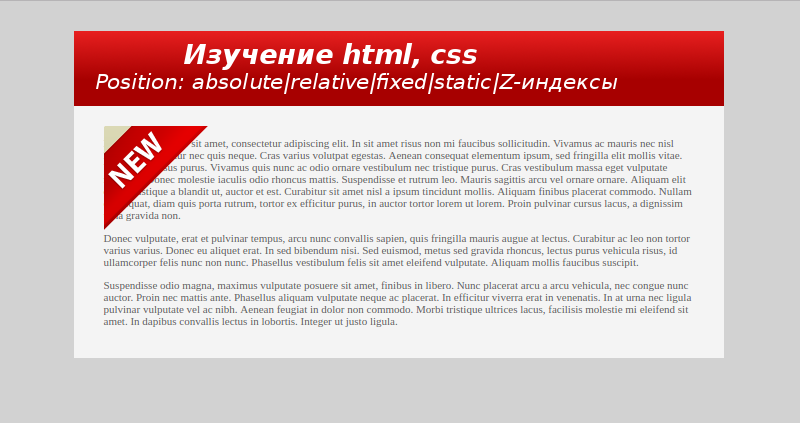 Изучение html, css
Position: absolute|relative|fixed|static|Z-индексы
NEW
sit amet, consectetur adipiscing elit. In sit amet risus non mi faucibus sollicitudin. Vivamus ac mauris nec nisl
nec quis neque. Cras varius volutpat egestas. Aenean consequat elementum ipsum, sed fringilla elit mollis vitae.
purus. Vivamus quis nunc ac odio ornare vestibulum nec tristique purus. Cras vestibulum massa eget vulputate
molestie iaculis odio rhoncus mattis. Suspendisse et rutrum leo. Mauris sagittis arcu vel ornare ornare. Aliquam elit
a blandit ut, auctor et est. Curabitur sit amet nisl a ipsum tincidunt mollis. Aliquam finibus placerat commodo. Nullam
quat, diam quis porta rutrum, tortor ex efficitur purus, in auctor tortor lorem ut lorem. Proin pulvinar cursus lacus, a dignissim
gravida non.
Donec vulputate, erat et pulvinar tempus, arcu nunc convallis sapien, quis fringilla mauris augue at lectus. Curabitur ac leo non tortor
varius varius. Donec eu aliquet erat. In sed bibendum nisi. Sed euismod, metus sed gravida rhoncus, lectus purus vehicula risus, id
ullamcorper felis nunc non nunc. Phasellus vestibulum felis sit amet eleifend vulputate. Aliquam mollis faucibus suscipit.
Suspendisse odio magna, maximus vulputate posuere sit amet, finibus in libero. Nunc placerat arcu a arcu vehicula, nec congue nunc
auctor. Proin nec mattis ante. Phasellus aliquam vulputate neque ac placerat. In efficitur viverra erat in venenatis. In at urna nec ligula
pulvinar vulputate vel ac nibh. Aenean feugiat in dolor non commodo. Morbi tristique ultrices lacus, facilisis molestie mi eleifend sit
amet. In dapibus convallis lectus in lobortis. Integer ut justo ligula.